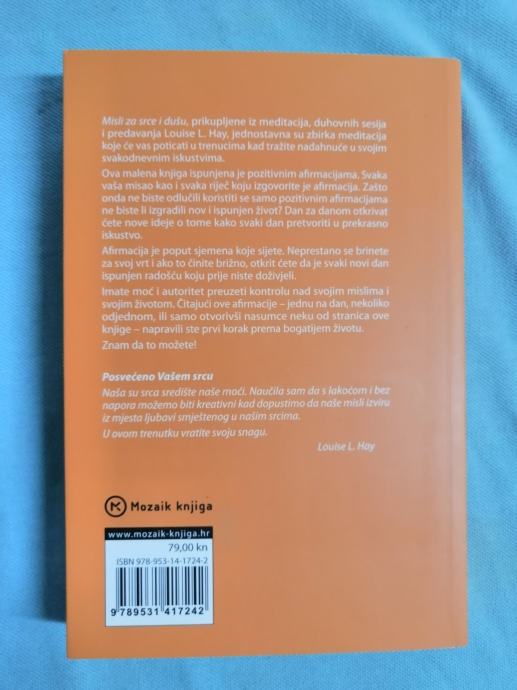 Misli za srce i dušu, prikupljene iz meditacija, duhovnih sesija
i predavanja Louise L. Hay, jednostavna su zbirka meditacija
koje će vas poticati u trenucima kad tražite nadahnuće u svojim
svakodnevnim iskustvima.
Ova malena knjiga ispunjena je pozitivnim afirmacijama. Svaka
vaša misao kao i svaka riječ koju izgovorite je afirmacija. Zašto
onda ne biste odlučili koristiti se samo pozitivnim afirmacijama
ne biste li izgradili nov i ispunjen život? Dan za danom otkrivat
ćete nove ideje o tome kako svaki dan pretvoriti u prekrasno
iskustvo.
Afirmacija je poput sjemena koje sijete. Neprestano se brinete
za svoj vrt i ako to činite brižno, otkrit ćete da je svaki novi dan
ispunjen radošću koju prije niste doživjeli.
Imate moć i autoritet preuzeti kontrolu nad svojim mislima i
svojim životom. Čitajući ove afirmacije – jednu na dan, nekoliko
odjednom, ili samo otvorivši nasumce neku od stranica ove
knjige – napravili ste prvi korak prema bogatijem životu.
Znam da to možete!
Posvećeno Vašem srcu
Naša su srca središte naše moći. Naučila sam da s lakoćom i bez
napora možemo biti kreativni kad dopustimo da naše misli izviru
iz mjesta ljubavi smještenog u našim srcima.
U ovom trenutku vratite svoju snagu.
Louise L. Hay
Mozaik knjiga
www.mozaik-knjiga.hr
79,00 kn
ISBN 978-953-14-1724-2
9 789531 417242